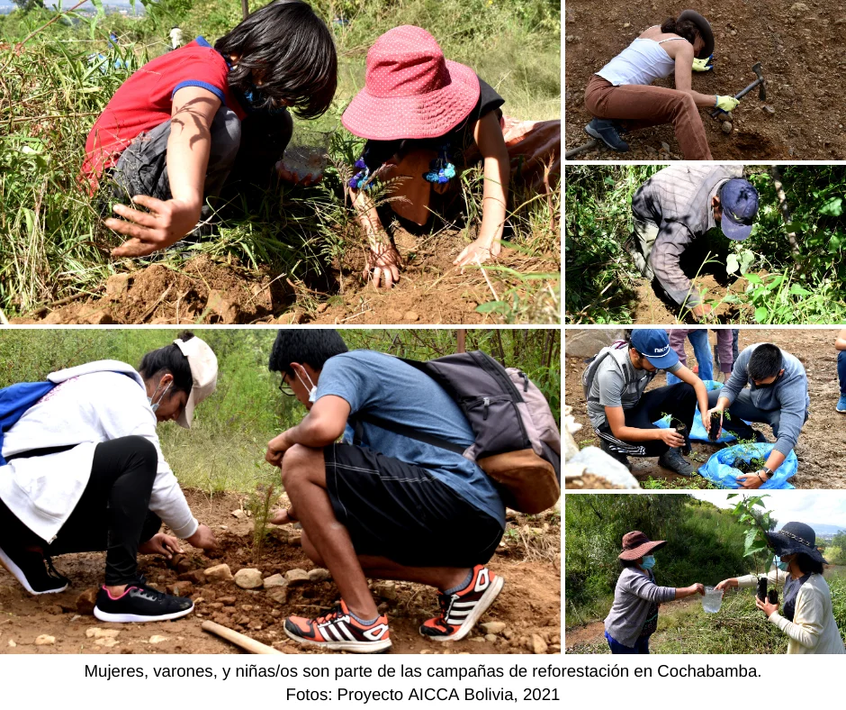 Mujeres, varones, y niñas/os son parte de las campañas de reforestación en Cochabamba.
Fotos: Proyecto AICCA Bolivia, 2021